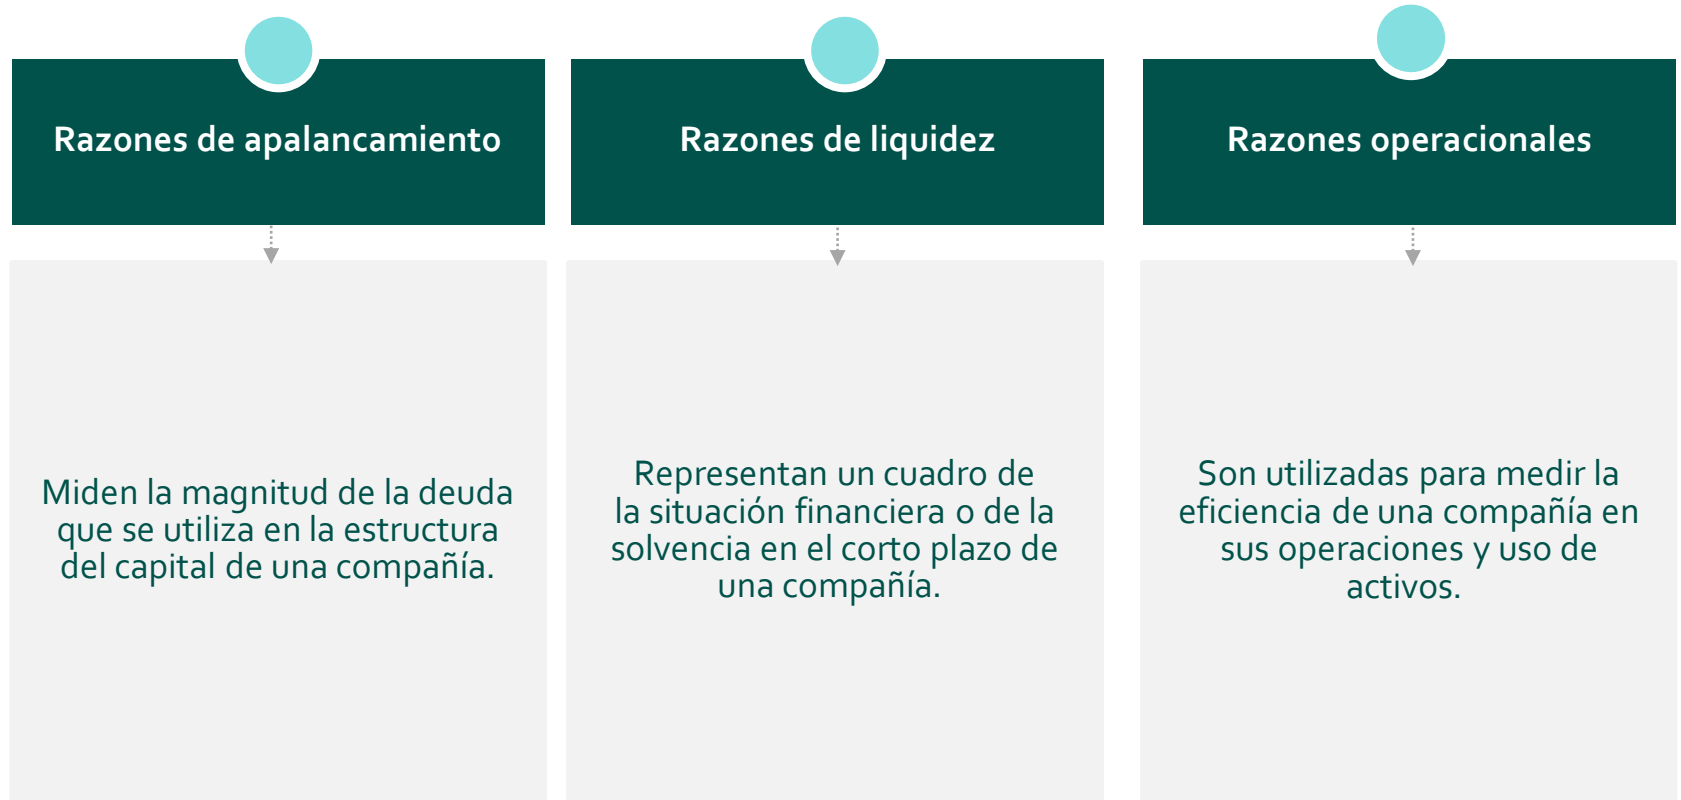 Razones de apalancamiento
Miden la magnitud de la deuda
que se utiliza en la estructura
del capital de una compañía.
Razones de liquidez
Representan un cuadro de
la situación financiera o de la
solvencia en el corto plazo de
una compañía.
Razones operacionales
Son utilizadas para medir la
eficiencia de una compañía en
sus operaciones y uso de
activos.